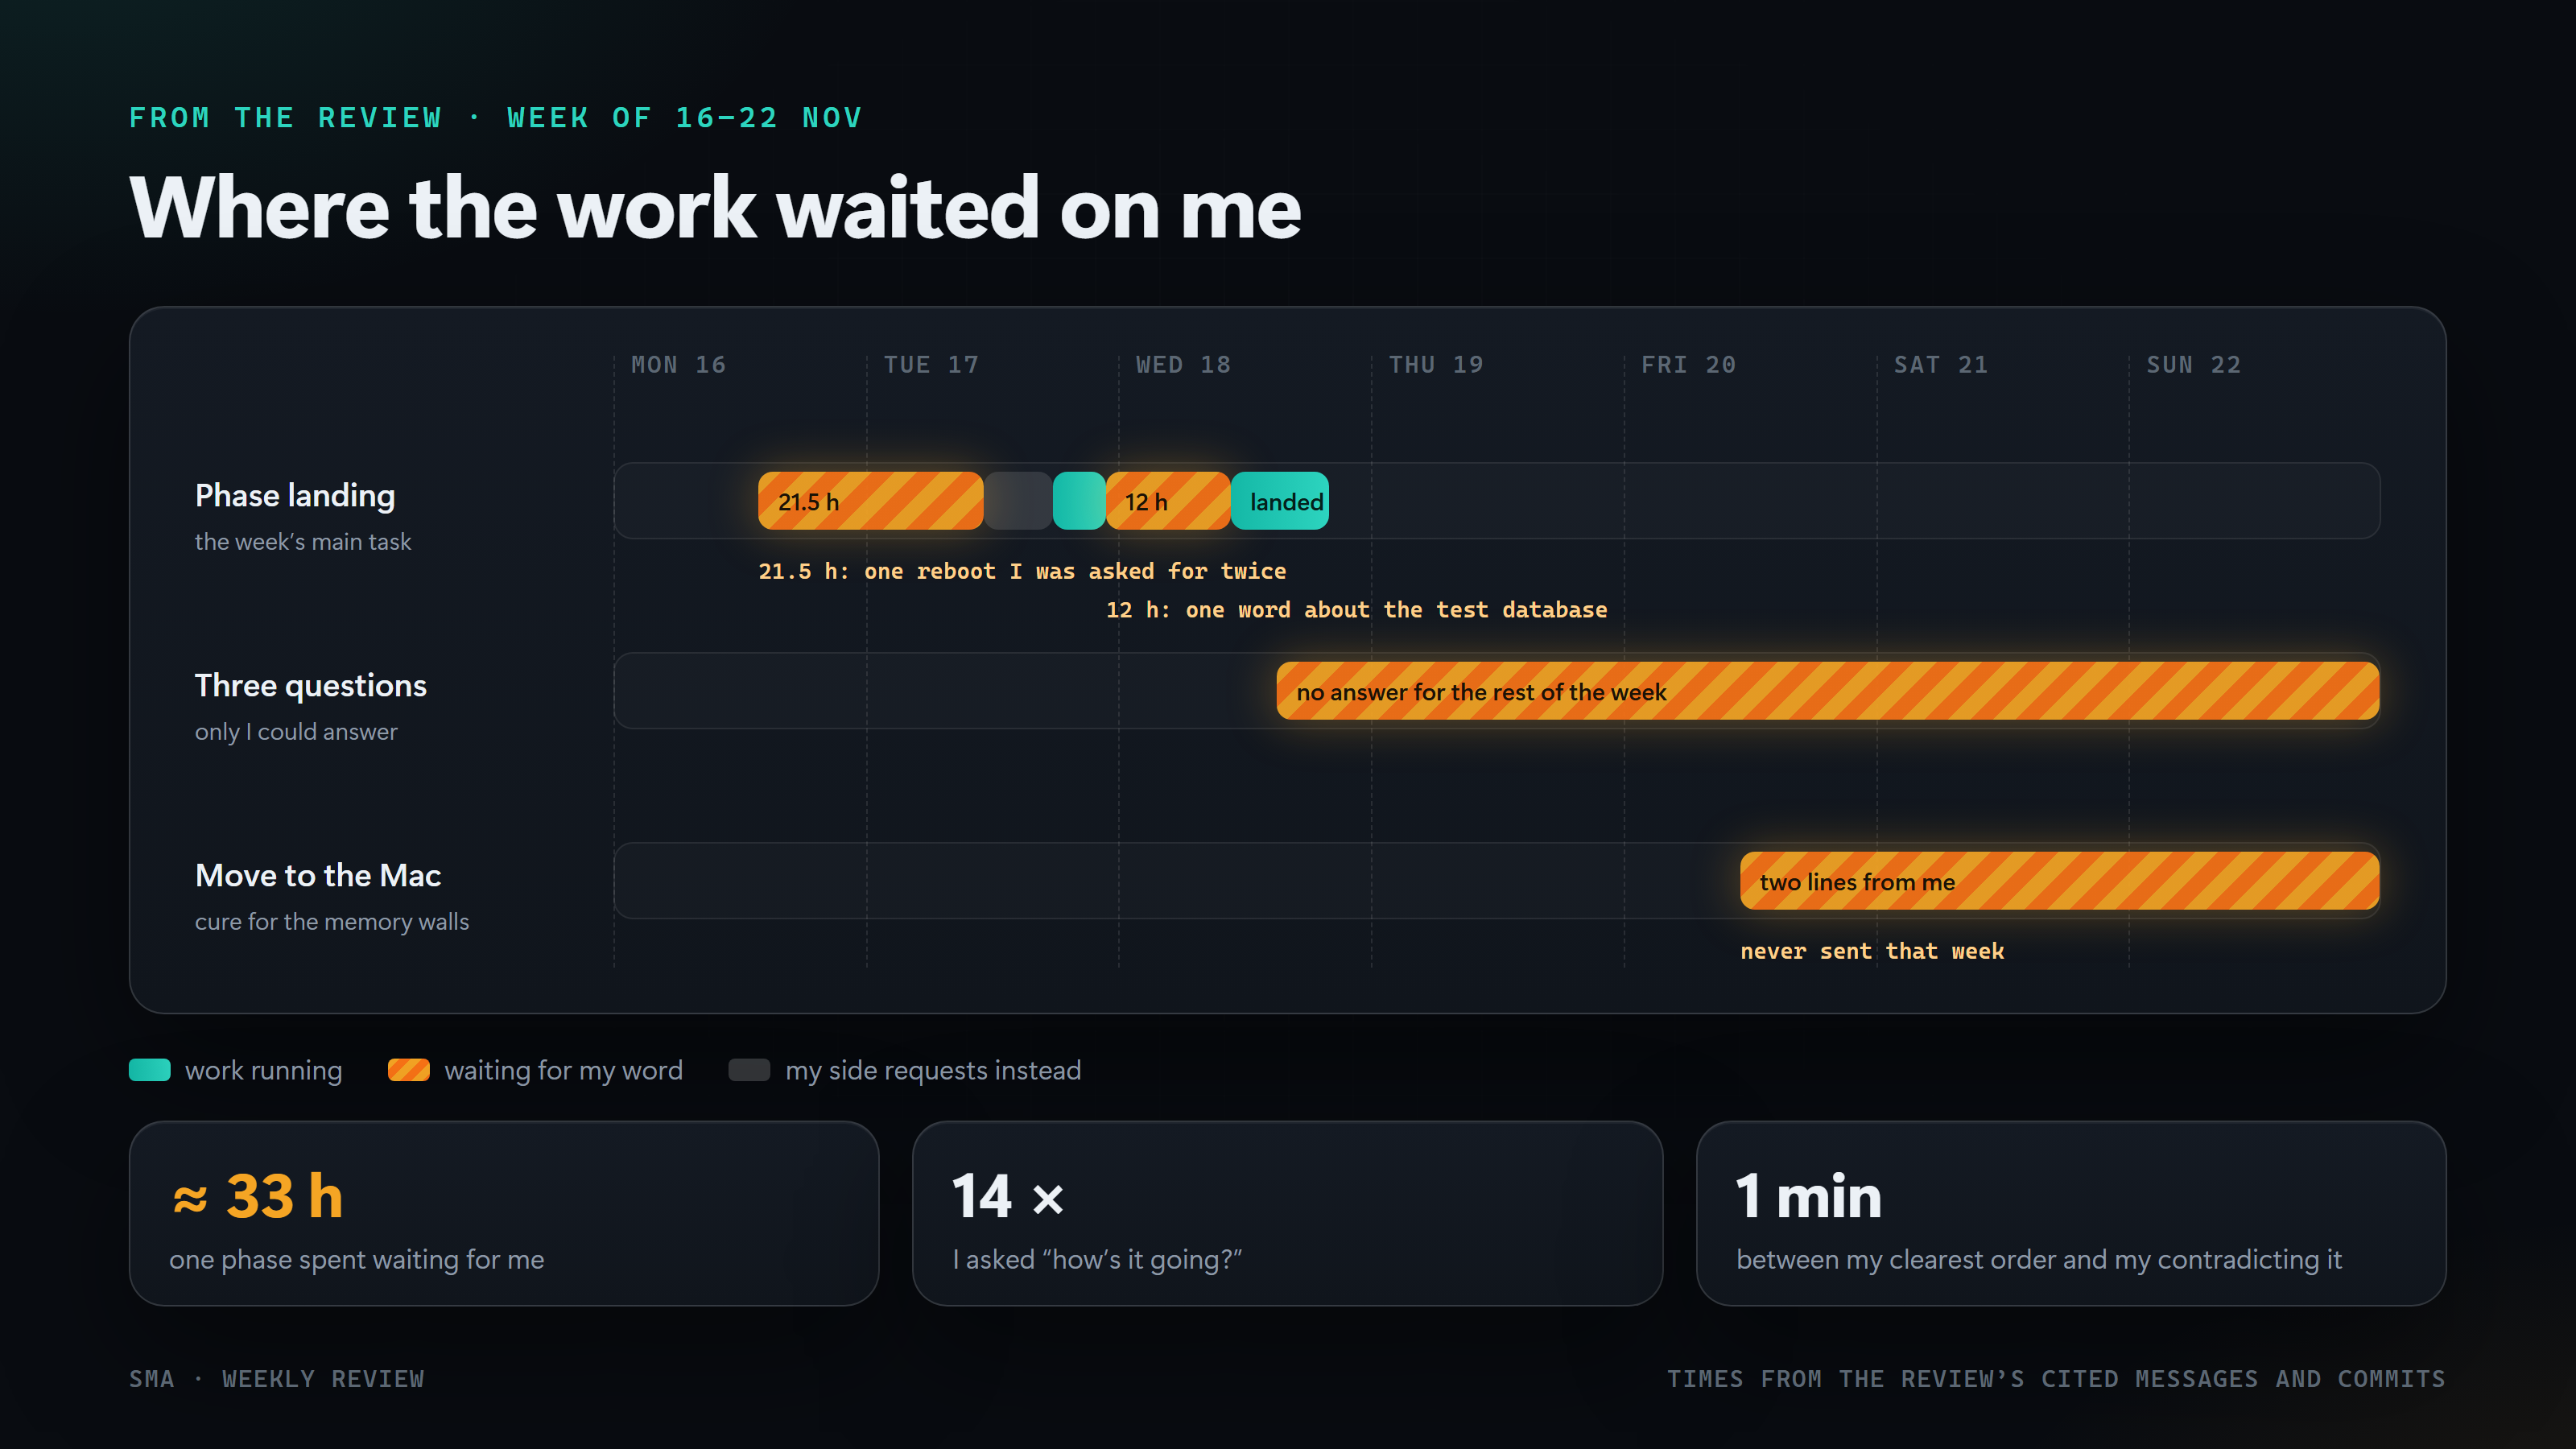 FROM THE REVIEW · WEEK OF 16–22 NOV
Where the work waited on me
MON 16 TUE 17 WED 18 THU 19 FRI 20 SAT 21 SUN 22
Phase landing
the week’s main task
21.5 h 12 h landed
21.5 h: one reboot I was asked for twice
12 h: one word about the test database
Three questions
only I could answer
no answer for the rest of the week
Move to the Mac
cure for the memory walls
two lines from me
never sent that week
work running waiting for my word my side requests instead
≈ 33 h
one phase spent waiting for me
14 ×
I asked “how’s it going?”
1 min
between my clearest order and my contradicting it
SMA · WEEKLY REVIEW
TIMES FROM THE REVIEW’S CITED MESSAGES AND COMMITS